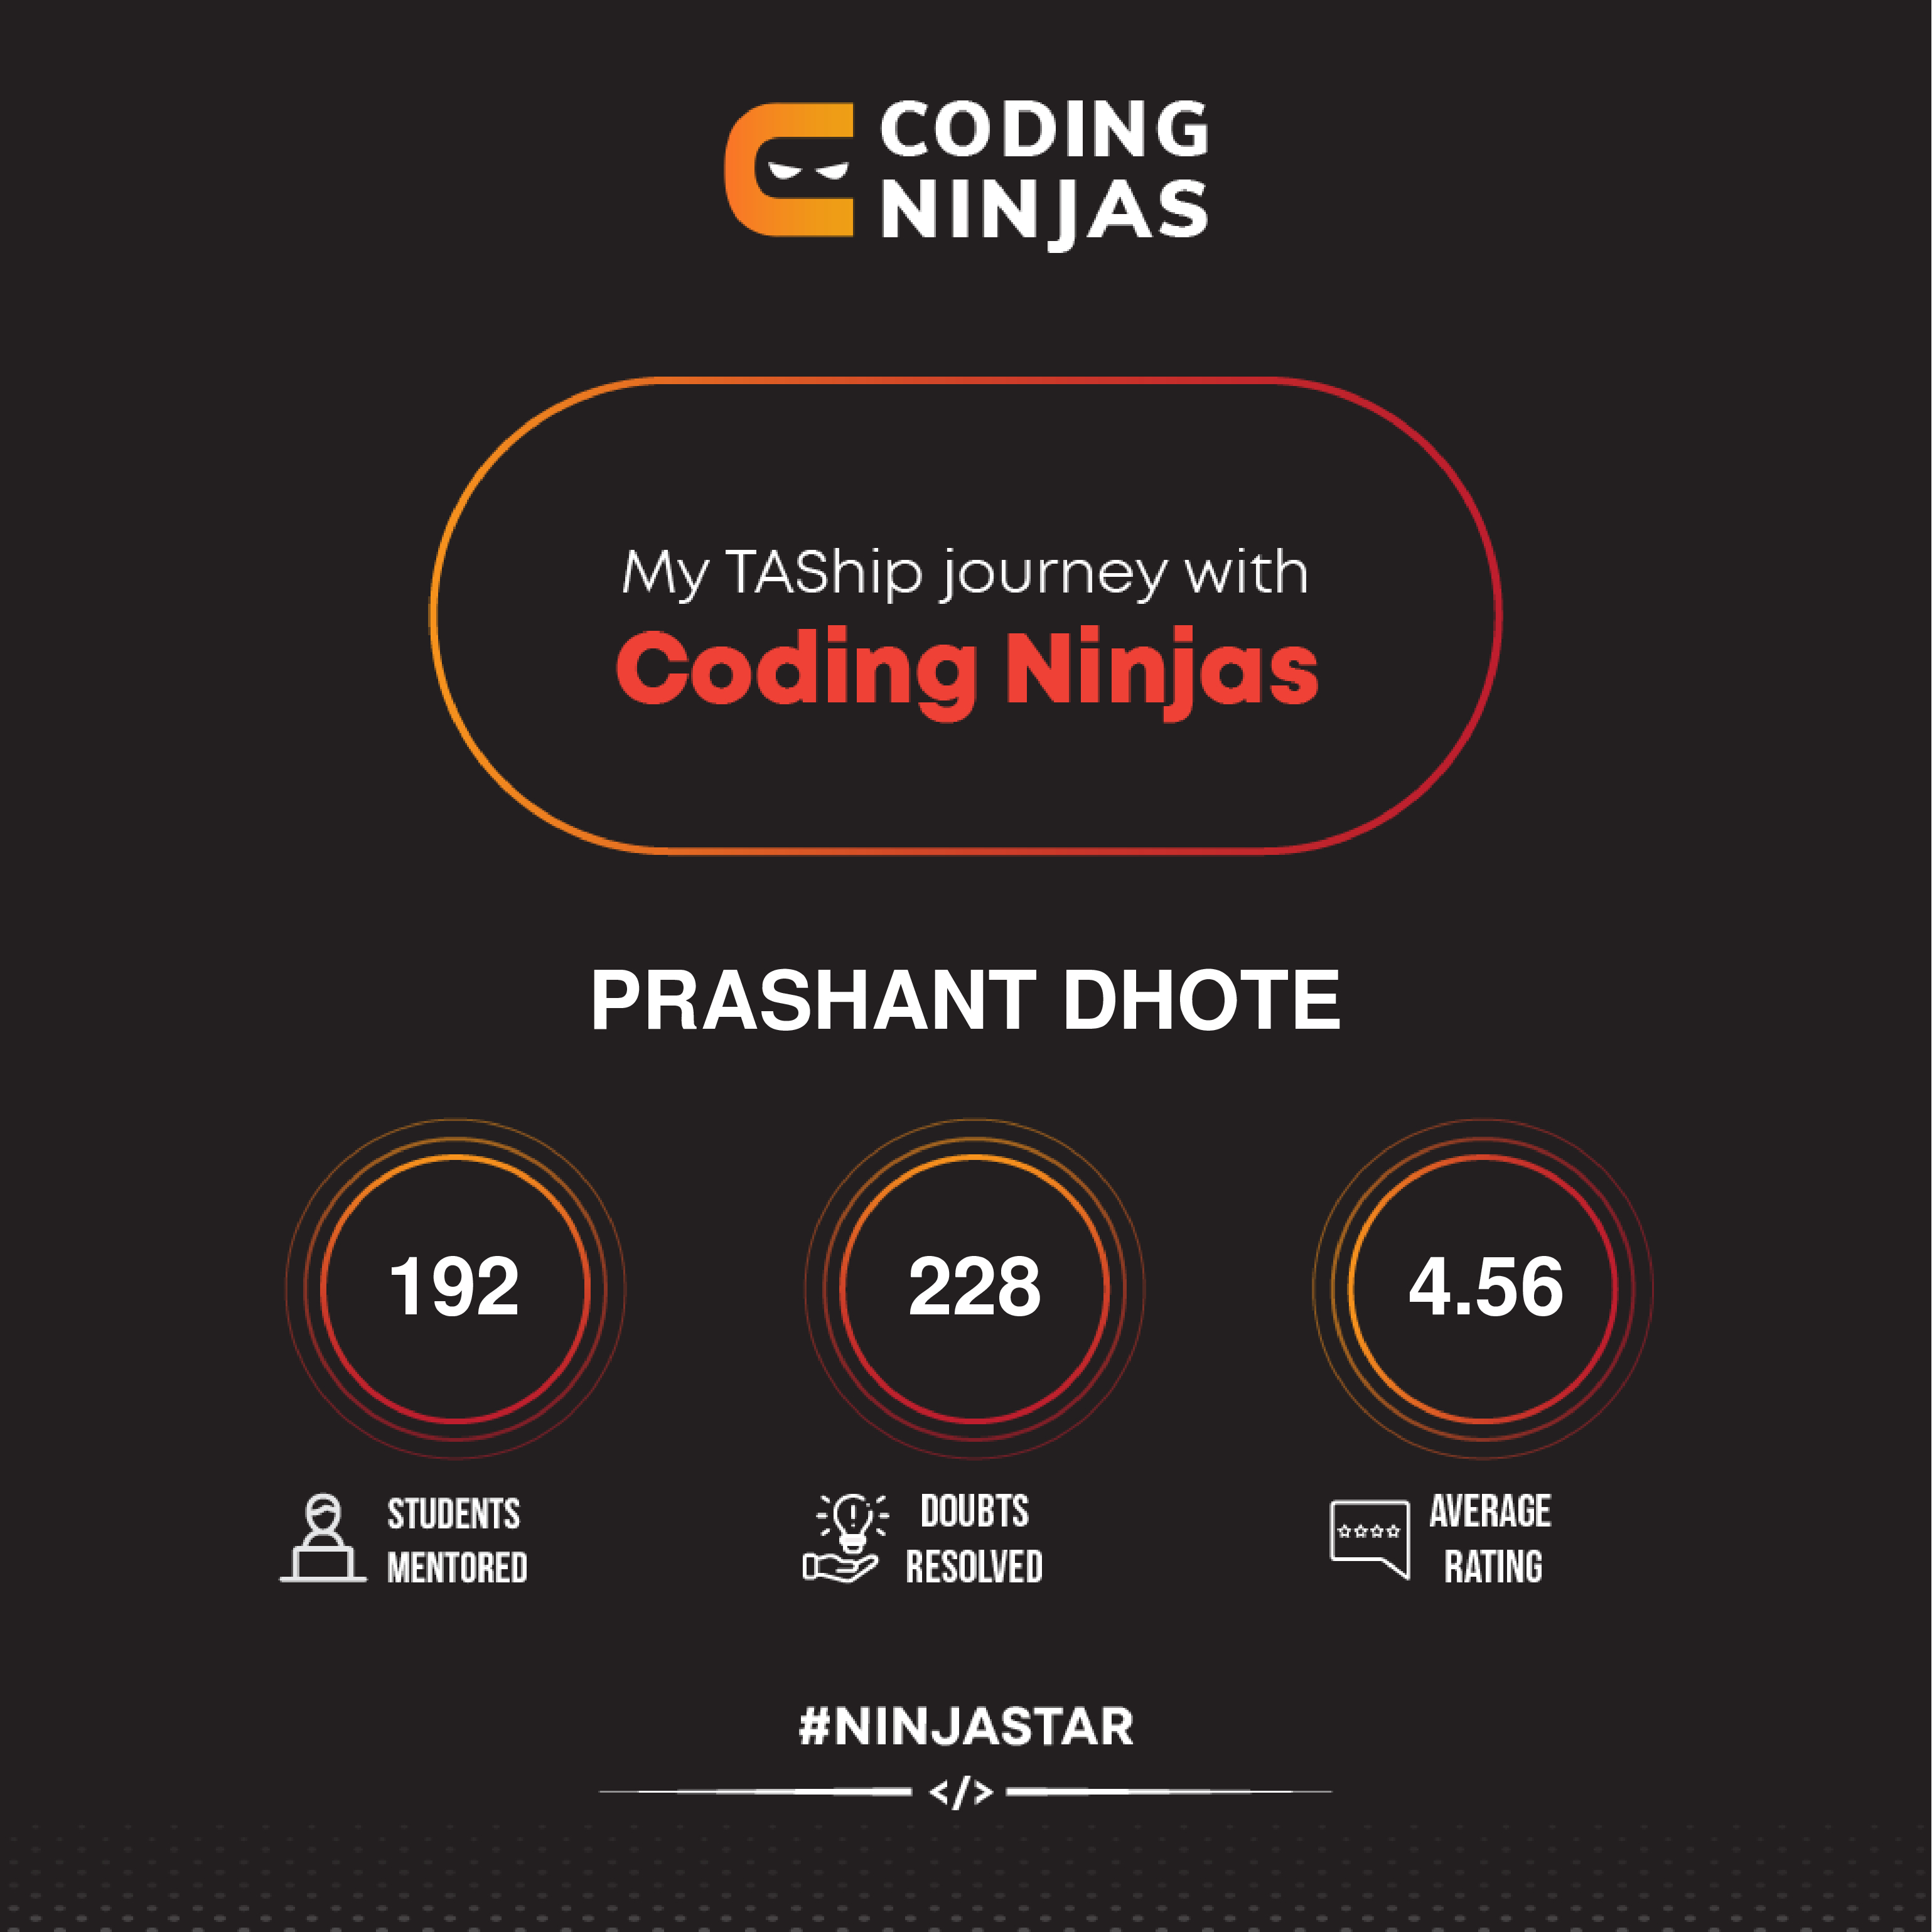 CODING
NINJAS
My TAShip journey with
Coding Ninjas
PRASHANT DHOTE
192
228
4.56
STUDENTS
MENTORED
DOUBTS
RESOLVED
AVERAGE
RATING
#NINJASTAR
</>